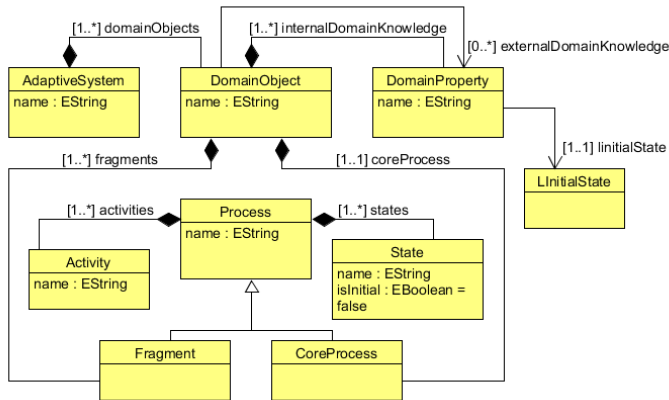 [1..*] domainObjects
[1..*] internalDomainKnowledge
[0..*] externalDomainKnowledge
AdaptiveSystem
name : EString
DomainObject
name : EString
DomainProperty
name : EString
[1..1] linitialState
LInitialState
[1..*] fragments
[1..1] coreProcess
[1..*] activities
Process
name : EString
[1..*] states
Activity
name : EString
State
name : EString
isInitial : EBoolean =
false
Fragment
CoreProcess